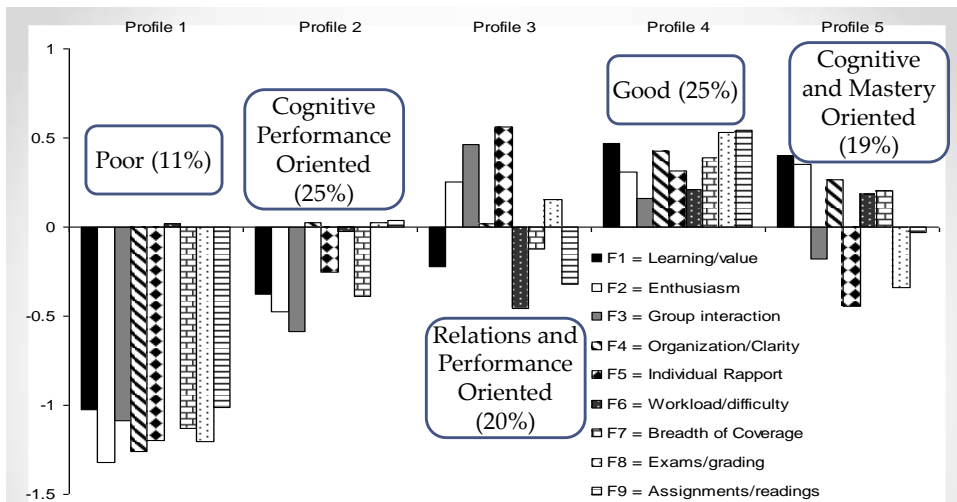 Profile 1
Profile 2
Profile 3
Profile 4
Profile 5
1
0.5
0
-0.5
-1
-1.5
Poor (11%)
Cognitive
Performance
Oriented
(25%)
Relations and
Performance
Oriented
(20%)
Good (25%)
Cognitive
and Mastery
Oriented
(19%)
F1 = Learning/value
F2 = Enthusiasm
F3 = Group interaction
F4 = Organization/Clarity
F5 = Individual Rapport
F6 = Workload/difficulty
F7 = Breadth of Coverage
F8 = Exams/grading
F9 = Assignments/readings